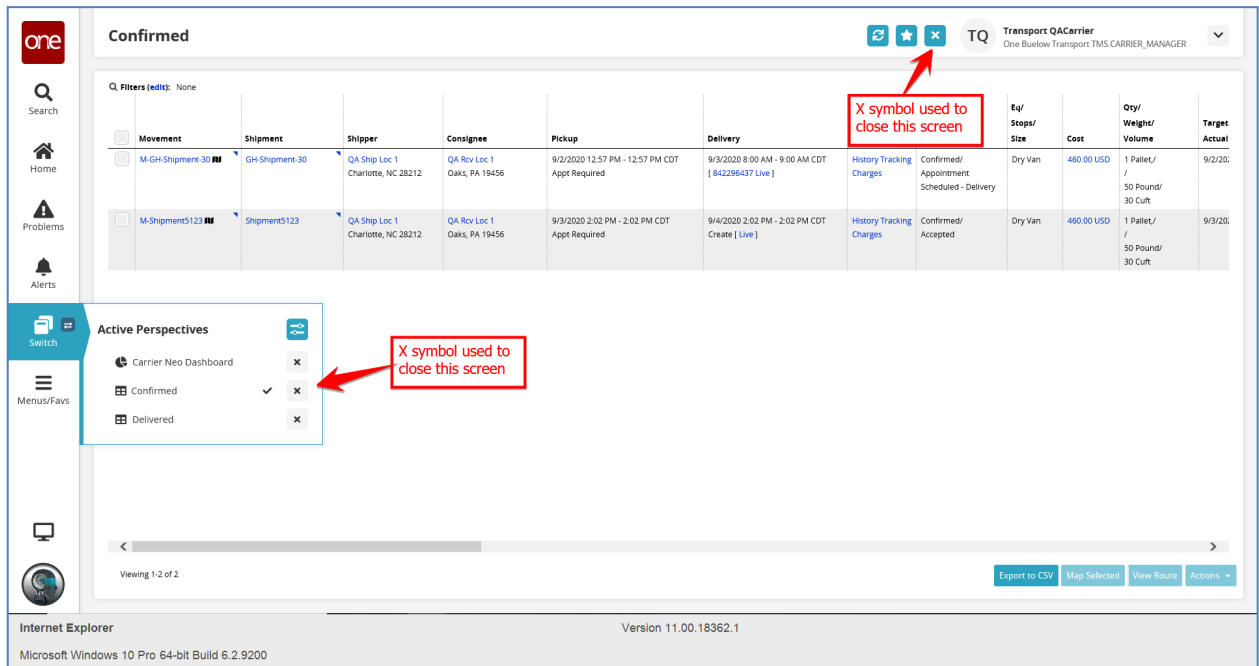 one
Confirmed
TQ
Transport QACarrier
One Buelow Transport TMS.CARRIER_MANAGER
Search
Home
Problems
Alerts
Switch
Menus/Favs
Filters (edit): None
X symbol used to
close this screen
Movement Shipment Shipper Consignee Pickup Delivery Eq/ Stops/ Size Cost Qty/ Weight/ Volume Target Actual
M-GH-Shipment-30 GH-Shipment-30 QA Ship Loc 1 QA Rcv Loc 1 9/2/2020 12:57 PM - 12:57 PM CDT 9/3/2020 8:00 AM - 9:00 AM CDT History Tracking Confirmed/ Dry Van 460.00 USD 1 Pallet,/ 9/2/202
Charlotte, NC 28212 Oaks, PA 19456 Appt Required [ 842296437 Live ] Charges Appointment /
Scheduled - Delivery 50 Pound/
30 Cuft
M-Shipment5123 Shipment5123 QA Ship Loc 1 QA Rcv Loc 1 9/3/2020 2:02 PM - 2:02 PM CDT 9/4/2020 2:02 PM - 2:02 PM CDT History Tracking Confirmed/ Dry Van 460.00 USD 1 Pallet,/ 9/3/202
Charlotte, NC 28212 Oaks, PA 19456 Appt Required Create [ Live ] Charges Accepted /
50 Pound/
30 Cuft
Active Perspectives
Carrier Neo Dashboard
Confirmed
Delivered
X symbol used to
close this screen
Viewing 1-2 of 2
Export to CSV Map Selected View Route Actions
Internet Explorer Version 11.00.18362.1
Microsoft Windows 10 Pro 64-bit Build 6.2.9200